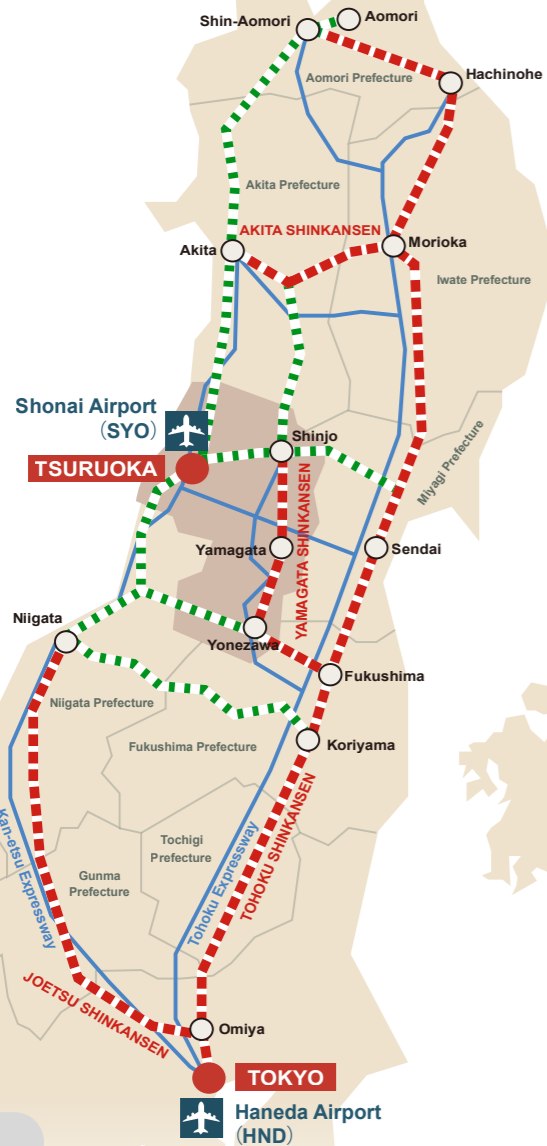 Shin-Aomori
Aomori
Hachinohe
Aomori Prefecture
Akita Prefecture
AKITA SHINKANSEN
Akita
Morioka
Iwate Prefecture
Shonai Airport
(SYO)
TSURUOKA
Shinjo
Miyagi Prefecture
YAMAGATA SHINKANSEN
Yamagata
Sendai
Niigata
Yonezawa
Fukushima
Niigata Prefecture
Fukushima Prefecture
Koriyama
Kan-etsu Expressway
Tochigi
Prefecture
Gunma
Prefecture
Tohoku Expressway
TOHOKU SHINKANSEN
JOETSU SHINKANSEN
Omiya
TOKYO
Haneda Airport
(HND)